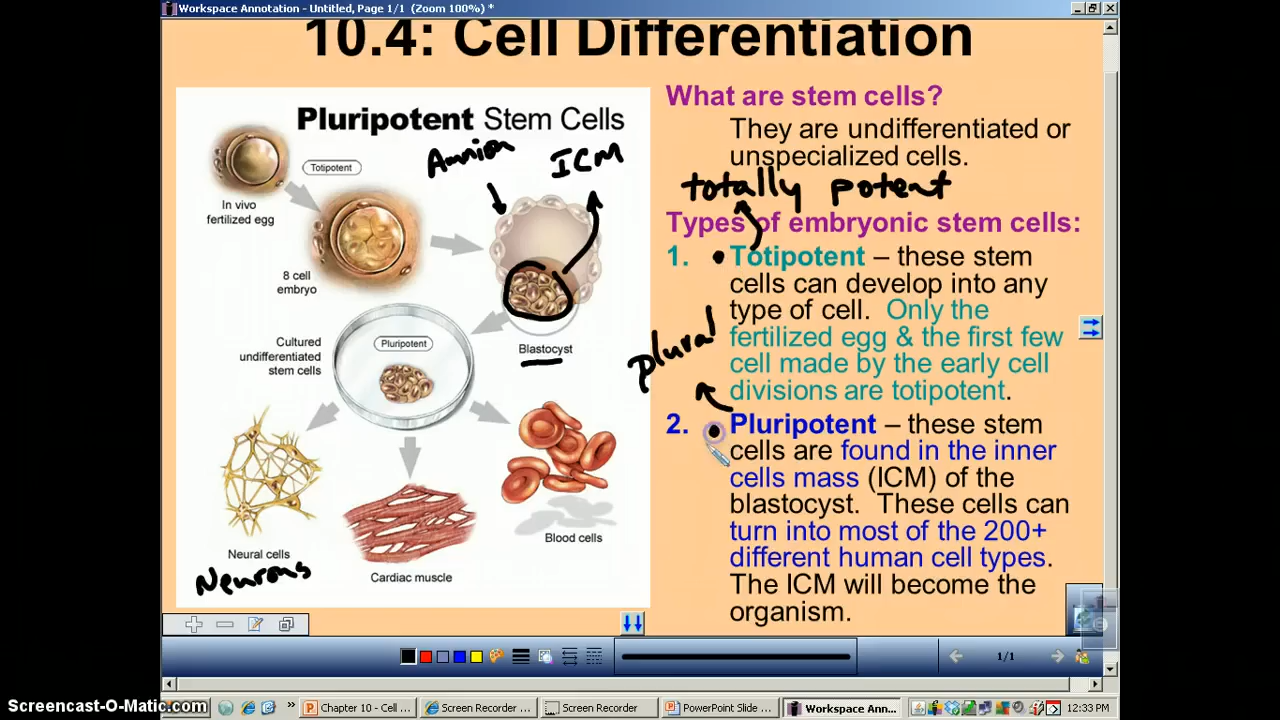 Workspace Annotation - Untitled, Page 1/1 (Zoom 100%) *
10.4: Cell Differentiation
Pluripotent Stem Cells
Amnion
ICM
Totipotent
In vivo
fertilized egg
8 cell
embryo
Cultured
undifferentiated
stem cells
Pluripotent
Blastocyst
Neural cells
Neurons
Cardiac muscle
Blood cells
What are stem cells?
They are undifferentiated or
unspecialized cells.
totally potent
Types of embryonic stem cells:
1. • Totipotent – these stem
cells can develop into any
type of cell. Only the
fertilized egg & the first few
cell made by the early cell
divisions are totipotent.
plural
2. • Pluripotent – these stem
cells are found in the inner
cells mass (ICM) of the
blastocyst. These cells can
turn into most of the 200+
different human cell types.
The ICM will become the
organism.
1/1
Screencast-O-Matic.com
Chapter 10 - Cell ...
Screen Recorder ...
Screen Recorder
PowerPoint Slide ...
Workspace Ann...
12:33 PM